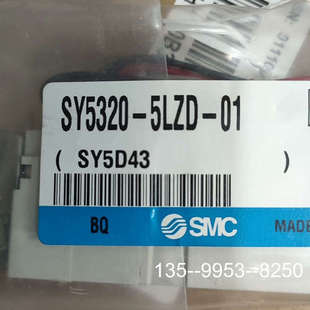 SY5320-5LZD-01
( SY5D43 )
BQ SMC MADE
135--9953--8250